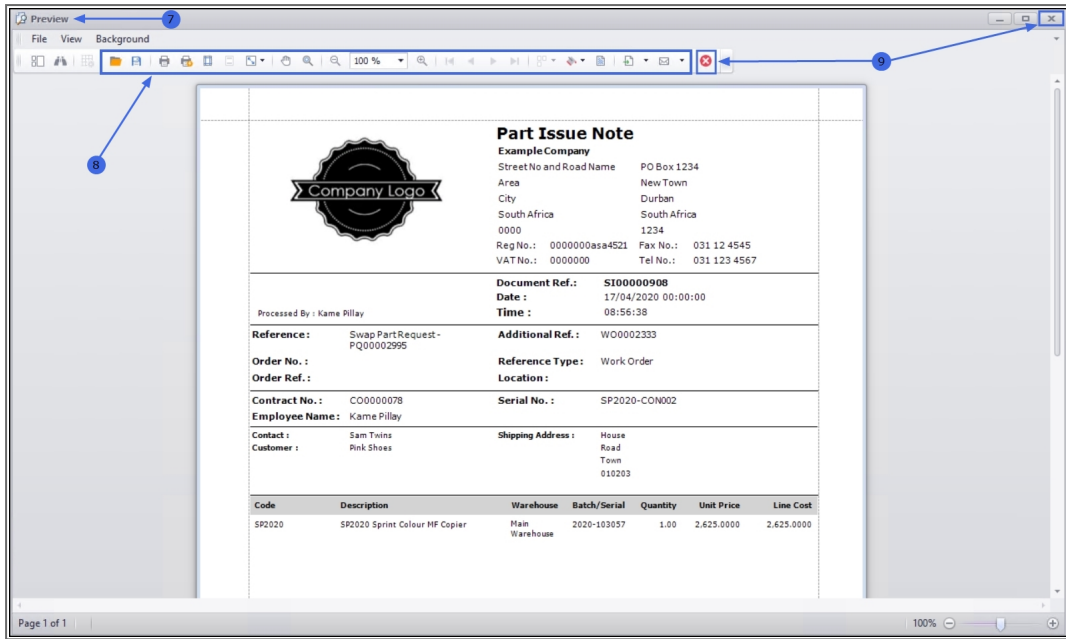 Preview
7
File View Background
100 %
9
8
Company Logo
Part Issue Note
Example Company
Street No and Road Name PO Box 1234
Area New Town
City Durban
South Africa South Africa
0000 1234
Reg No.: 0000000asa4521 Fax No.: 031 12 4545
VAT No.: 0000000 Tel No.: 031 123 4567
Document Ref.: SI00000908
Date : 17/04/2020 00:00:00
Processed By : Kame Pillay Time : 08:56:38
Reference : Swap Part Request - Additional Ref. : WO0002333
PQ00002995
Order No. : Reference Type : Work Order
Order Ref. : Location :
Contract No. : CO0000078 Serial No. : SP2020-CON002
Employee Name : Kame Pillay
Contact : Sam Twins Shipping Address : House
Customer : Pink Shoes Road
Town
010203
Code Description Warehouse Batch/Serial Quantity Unit Price Line Cost
SP2020 SP2020 Sprint Colour MF Copier Main 2020-103057 1.00 2,625.0000 2,625.0000
Warehouse
Page 1 of 1 100%